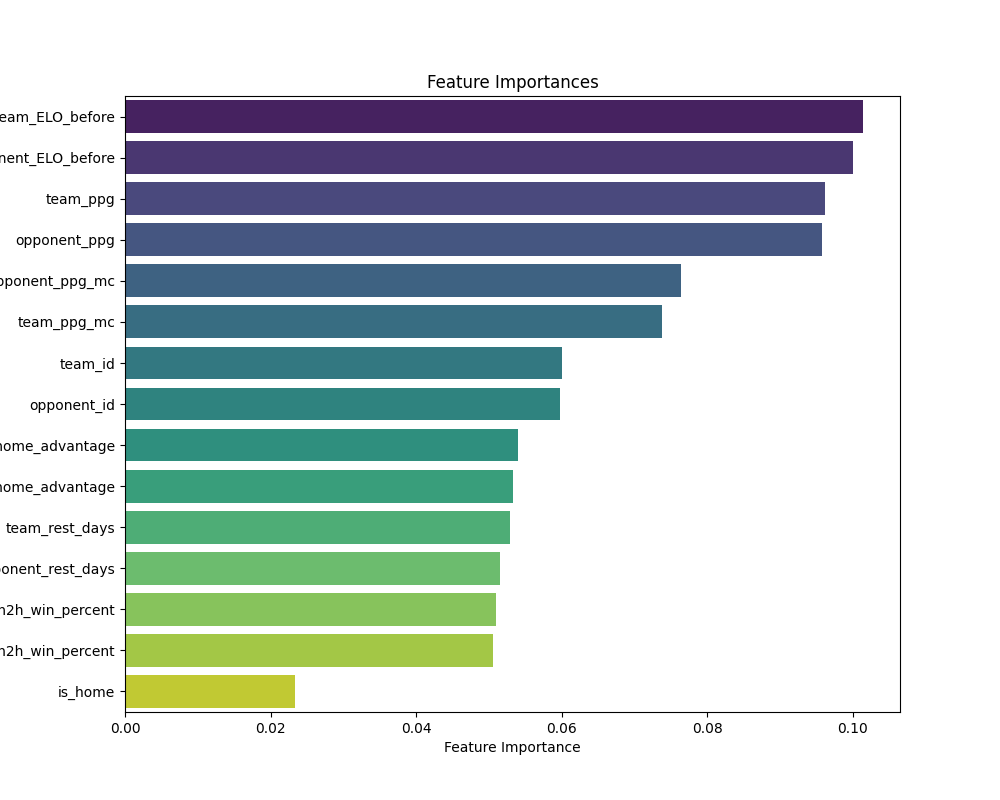 Feature Importances
eam_ELO_before
nent_ELO_before
team_ppg
opponent_ppg
pponent_ppg_mc
team_ppg_mc
team_id
opponent_id
home_advantage
home_advantage
team_rest_days
ponent_rest_days
h2h_win_percent
h2h_win_percent
is_home
0.00 0.02 0.04 0.06 0.08 0.10
Feature Importance